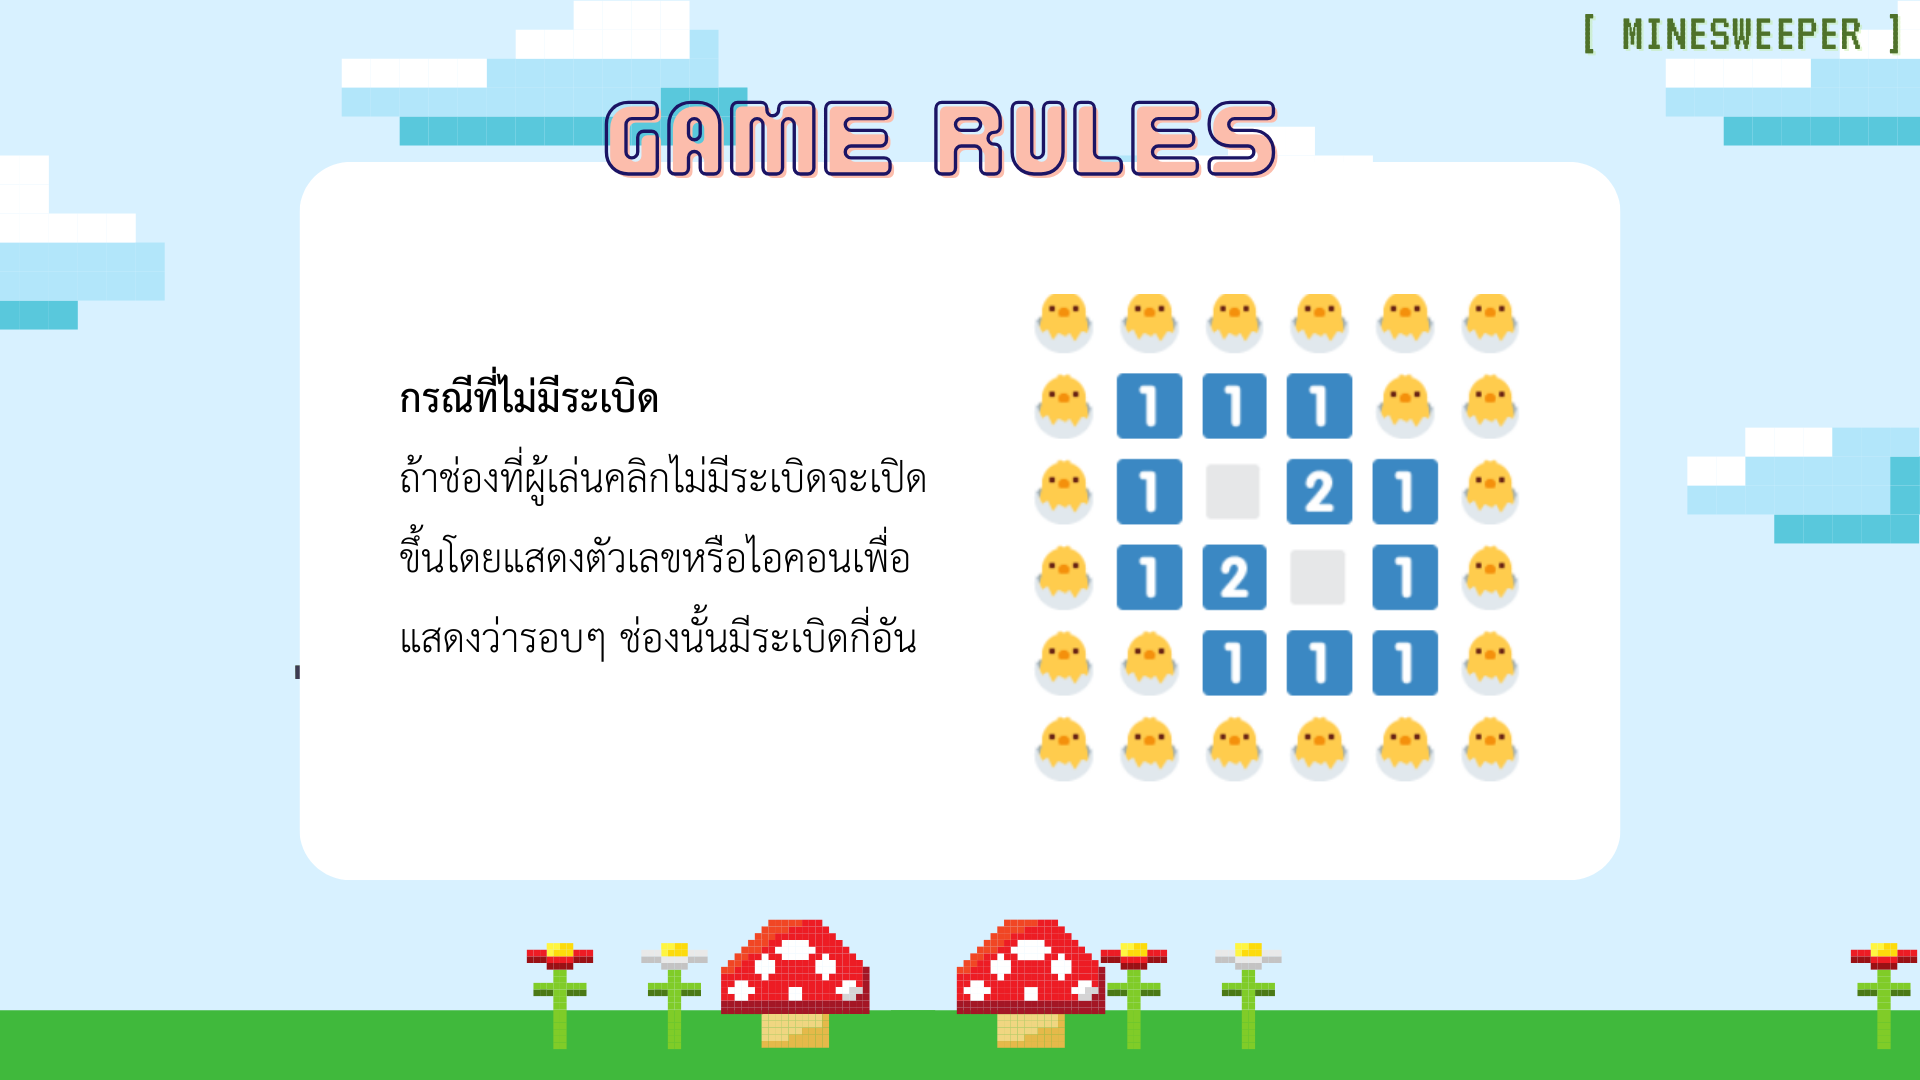 [ MINESWEEPER ]
GAME RULES
กรณีที่ไม่มีระเบิด
ถ้าช่องที่ผู้เล่นคลิกไม่มีระเบิดจะเปิด
ขึ้นโดยแสดงตัวเลขหรือไอคอนเพื่อ
แสดงว่ารอบๆ ช่องนั้นมีระเบิดกี่อัน
1 1 1
1 2 1
1 2 1
1 1 1